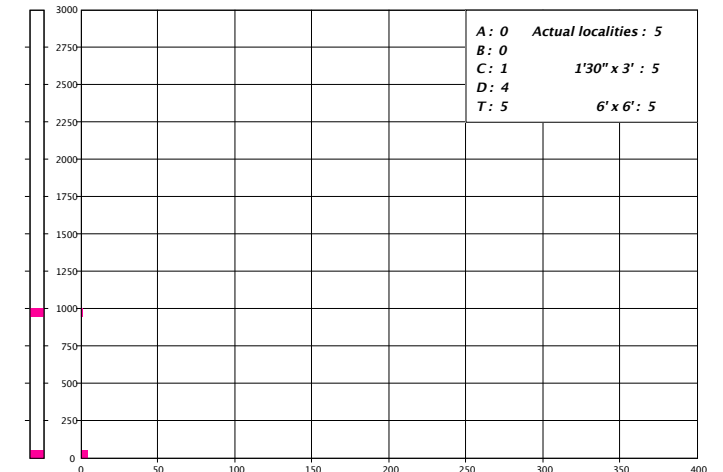 3000
A : 0 Actual localities : 5
2750
B : 0
C : 1 1'30" x 3' : 5
2500
D : 4
T : 5 6' x 6' : 5
2250
2000
1750
1500
1250
1000
750
500
250
0
0 50 100 150 200 250 300 350 400